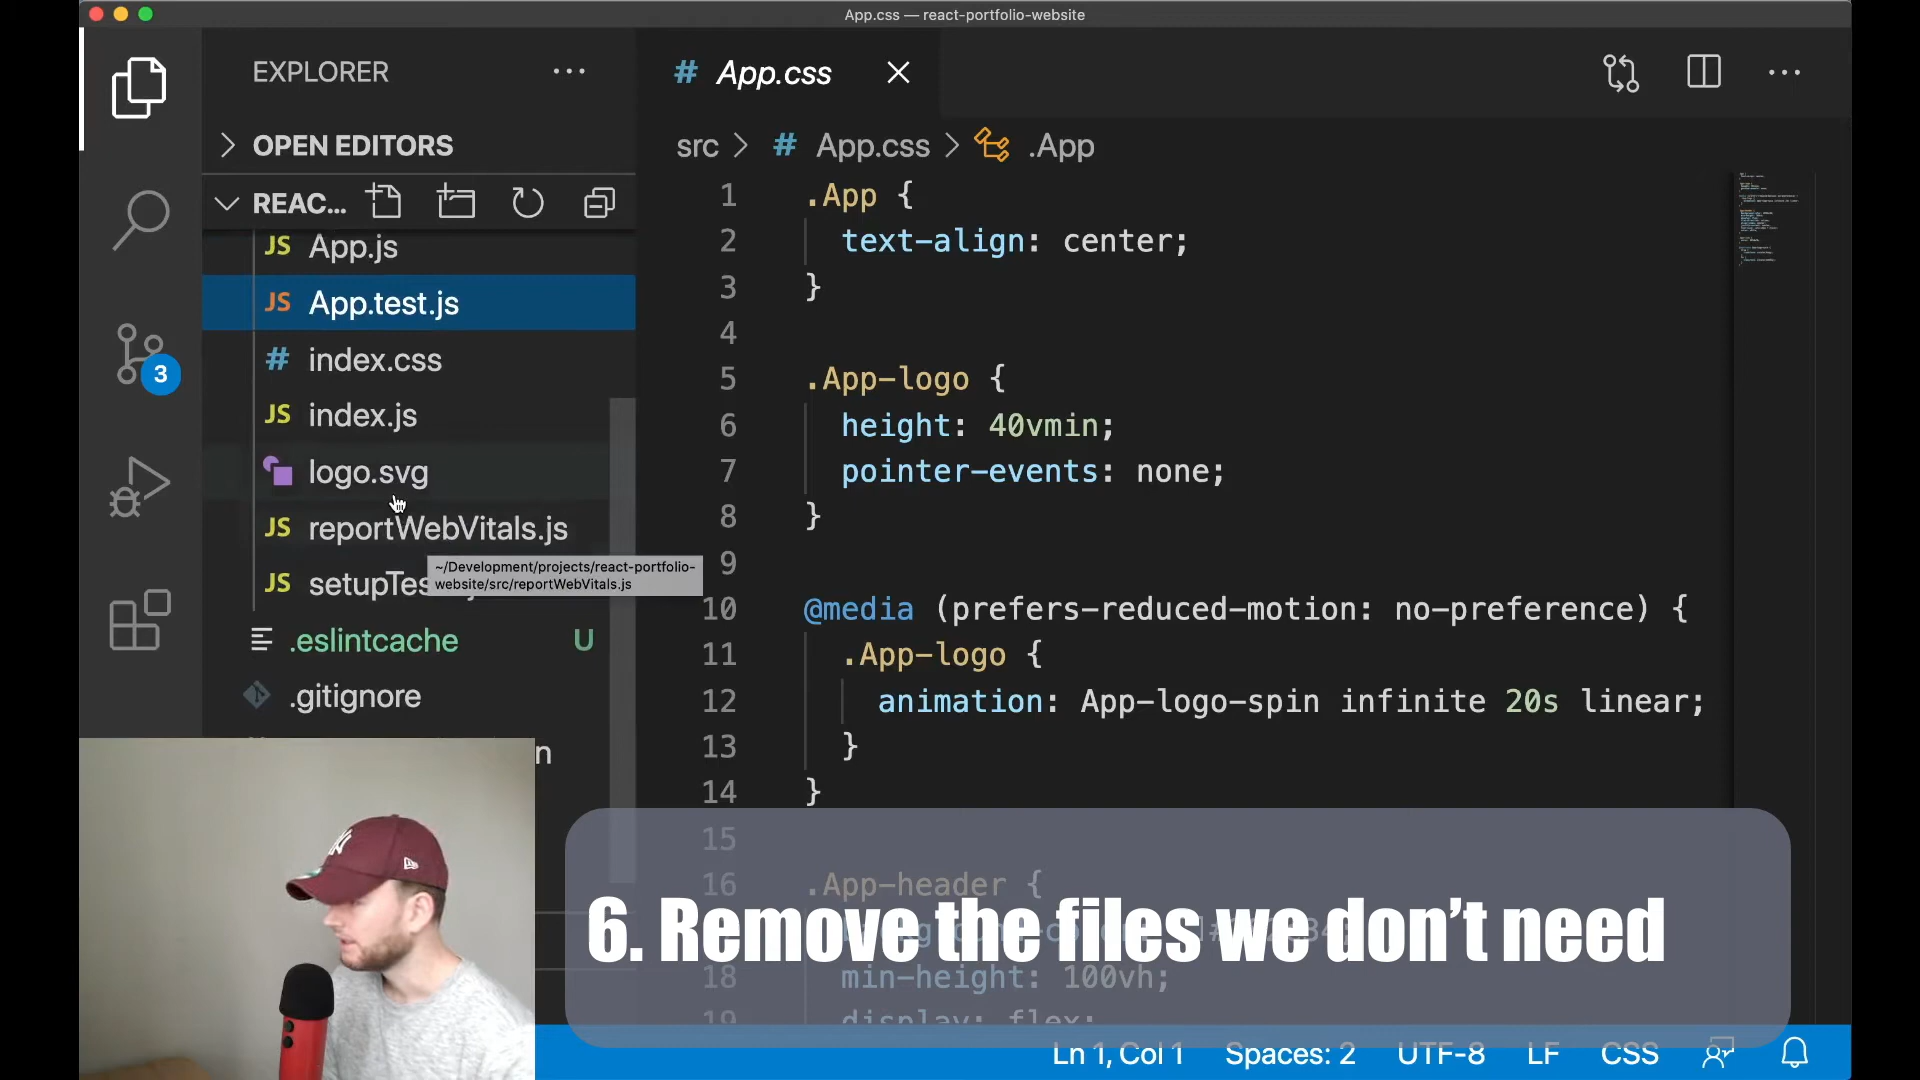 App.css — react-portfolio-website
EXPLORER
# App.css
OPEN EDITORS
src > # App.css > .App
REAC...
JS App.js
JS App.test.js
# index.css
JS index.js
logo.svg
JS reportWebVitals.js
JS setupTes
~/Development/projects/react-portfolio-
website/src/reportWebVitals.js
.eslintcache U
.gitignore
n
3
1 .App {
2 text-align: center;
3 }
4
5 .App-logo {
6 height: 40vmin;
7 pointer-events: none;
8 }
9
10 @media (prefers-reduced-motion: no-preference) {
11 .App-logo {
12 animation: App-logo-spin infinite 20s linear;
13 }
14 }
15
16 .App-header {
6. Remove the files we don't need
18 min-height: 100vh;
19 display: flex;
Ln 1, Col 1 Spaces: 2 UTF-8 LF CSS